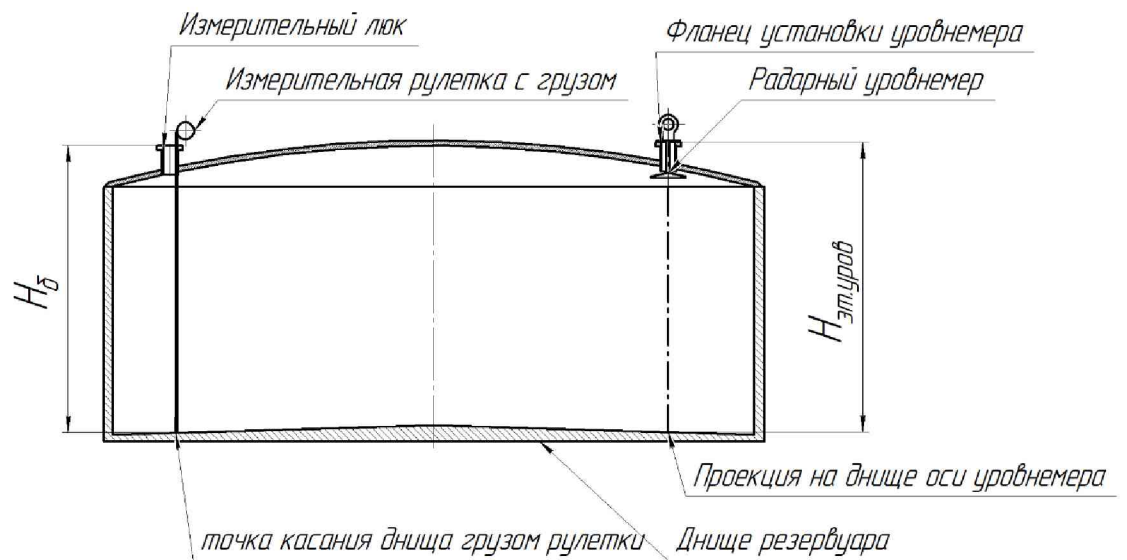 Измерительный люк
Фланец установки уровнемера
Измерительная рулетка с грузом
Радарный уровнемер
Hб
Hэт.уров
Проекция на днище оси уровнемера
точка касания днища грузом рулетки
Днище резервуара